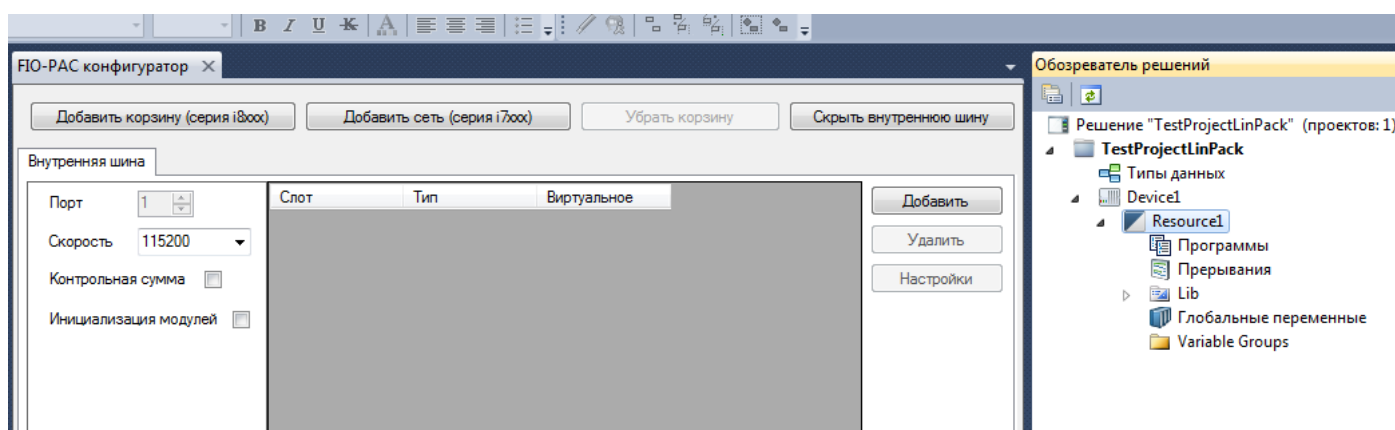 B I U K A
FIO-PAC конфигуратор
Обозреватель решений
Добавить корзину (серия i8xxx) Добавить сеть (серия i7xxx) Убрать корзину Скрыть внутреннюю шину
Решение "TestProjectLinPack" (проектов: 1)
TestProjectLinPack
Внутренняя шина
Типы данных
Порт 1 Слот Тип Виртуальное Добавить
Device1
Resource1
Скорость 115200 Удалить
Программы
Контрольная сумма Настройки
Прерывания
Lib
Инициализация модулей
Глобальные переменные
Variable Groups